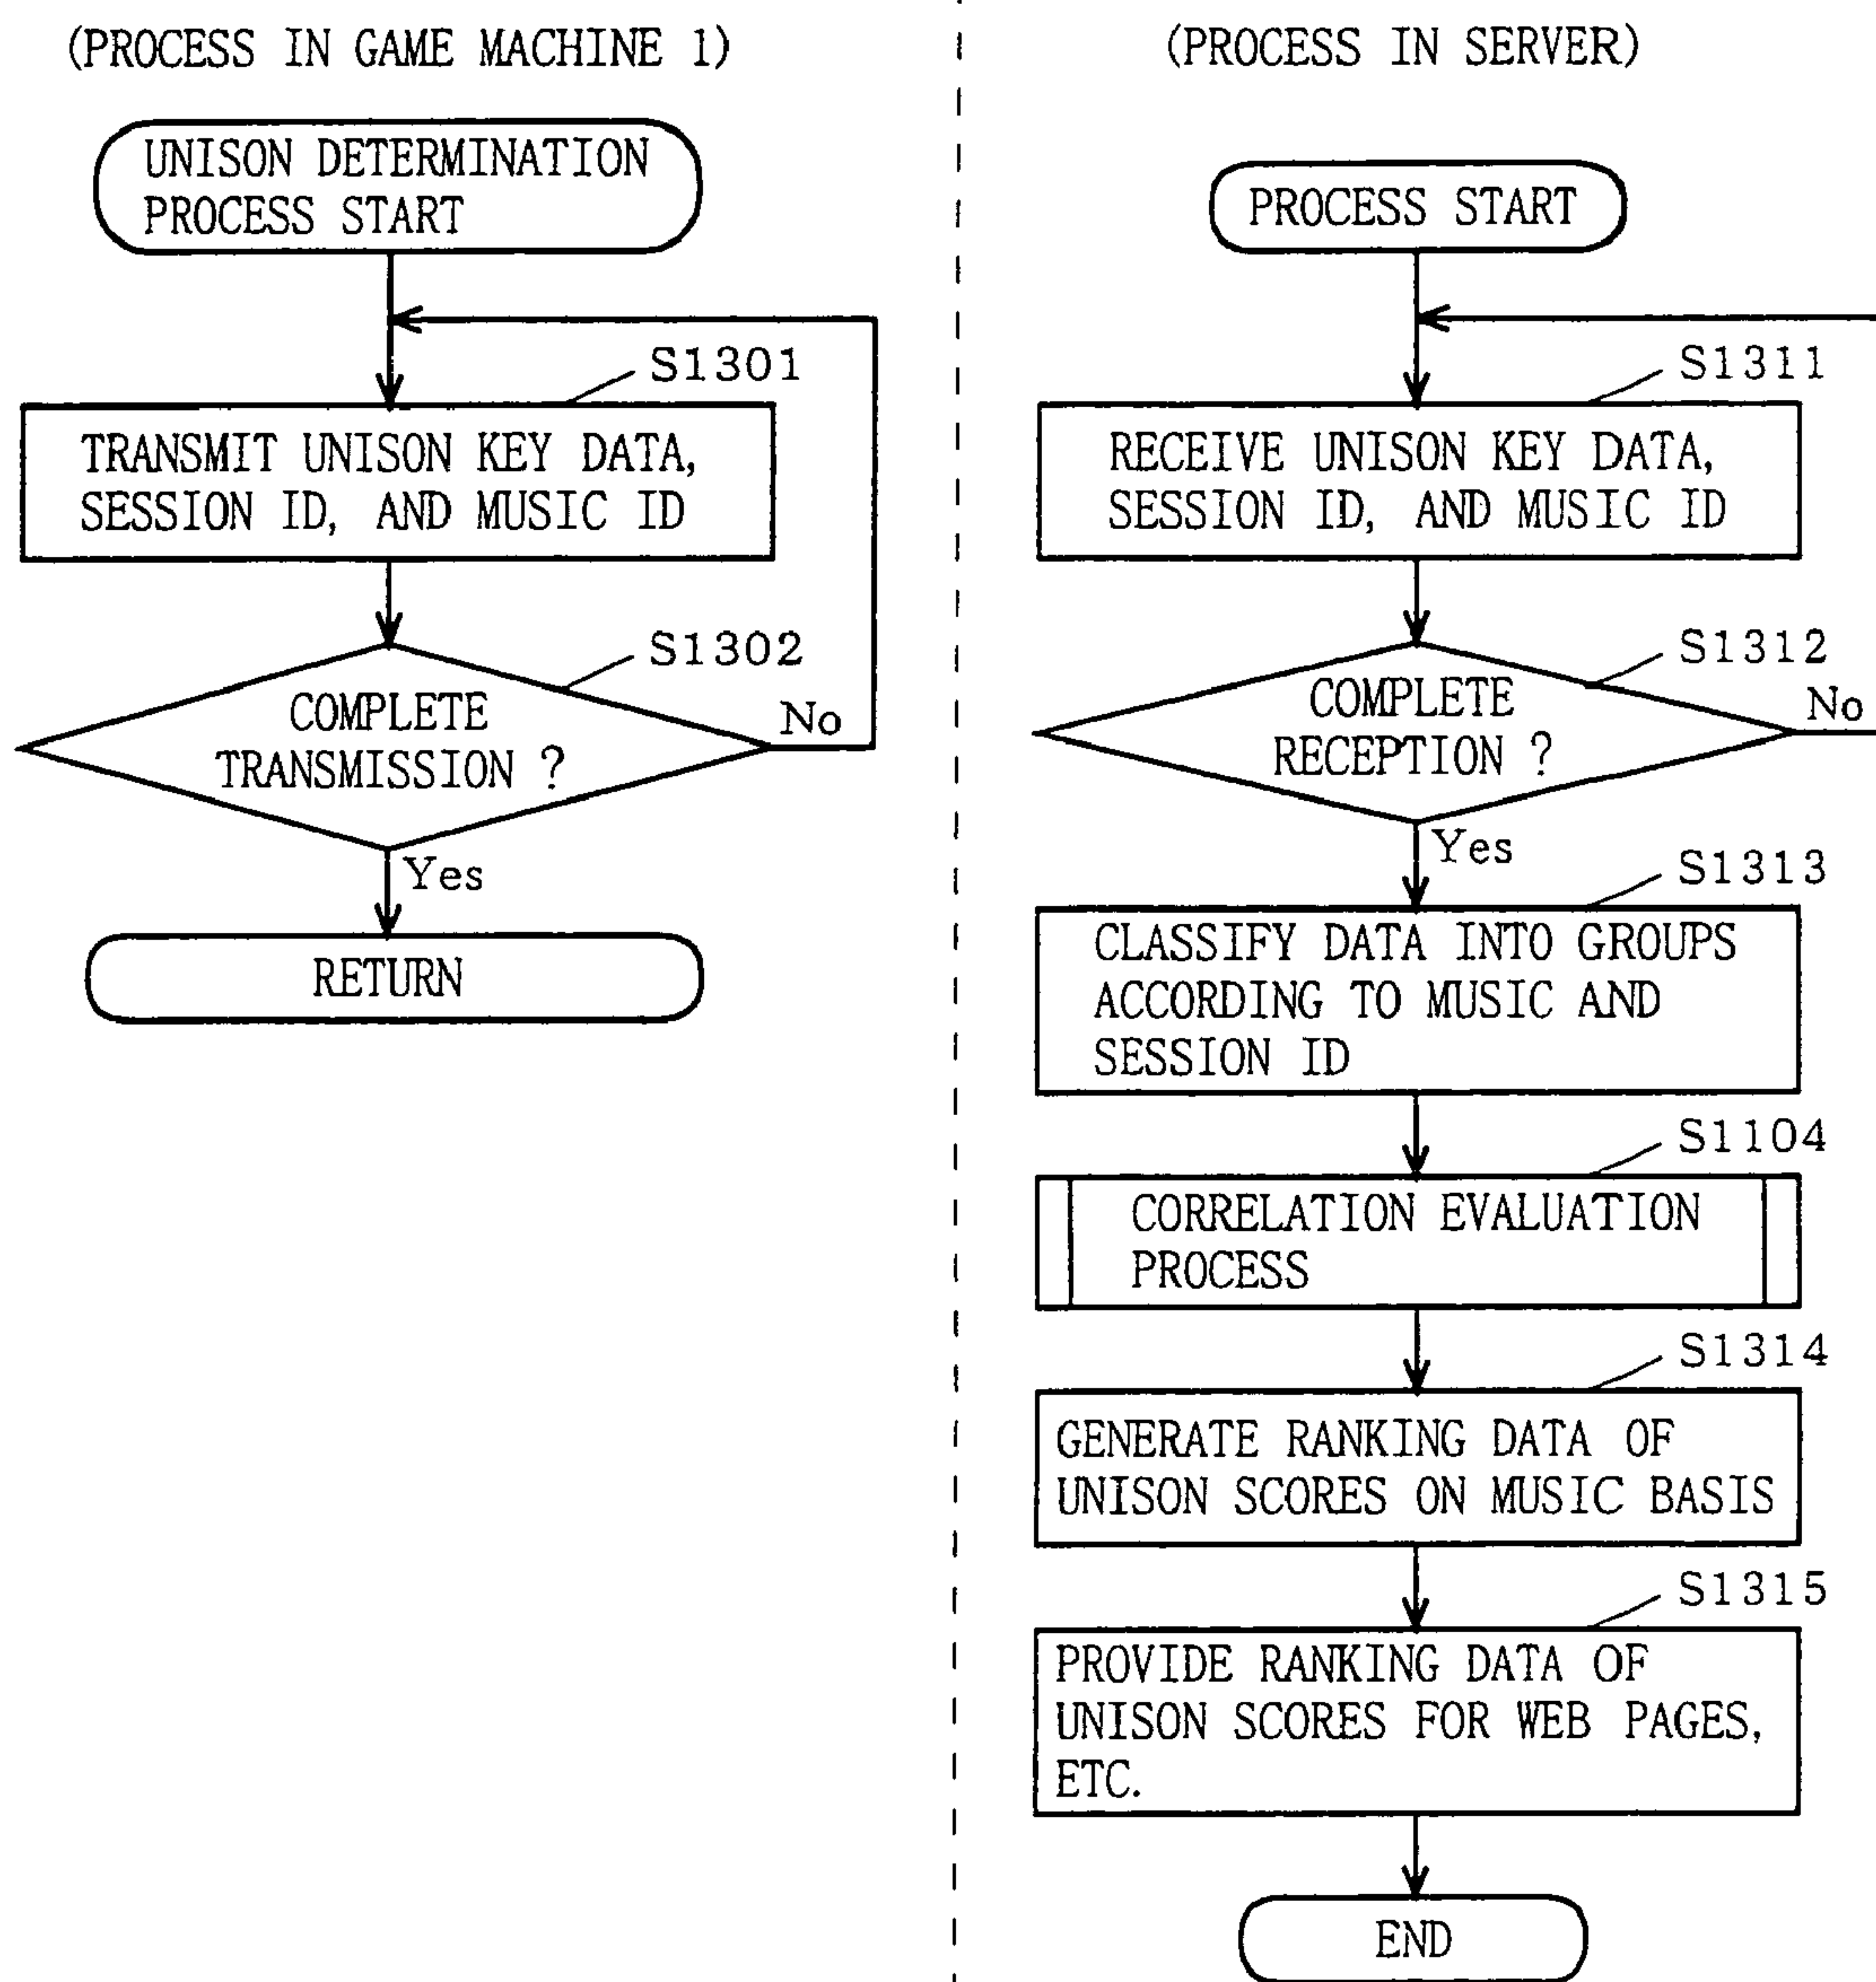 (PROCESS IN GAME MACHINE 1)
UNISON DETERMINATION
PROCESS START
S1301
TRANSMIT UNISON KEY DATA,
SESSION ID, AND MUSIC ID
S1302
COMPLETE
TRANSMISSION ?
No
Yes
RETURN
(PROCESS IN SERVER)
PROCESS START
S1311
RECEIVE UNISON KEY DATA,
SESSION ID, AND MUSIC ID
S1312
COMPLETE
RECEPTION ?
No
Yes
S1313
CLASSIFY DATA INTO GROUPS
ACCORDING TO MUSIC AND
SESSION ID
S1104
CORRELATION EVALUATION
PROCESS
S1314
GENERATE RANKING DATA OF
UNISON SCORES ON MUSIC BASIS
S1315
PROVIDE RANKING DATA OF
UNISON SCORES FOR WEB PAGES,
ETC.
END